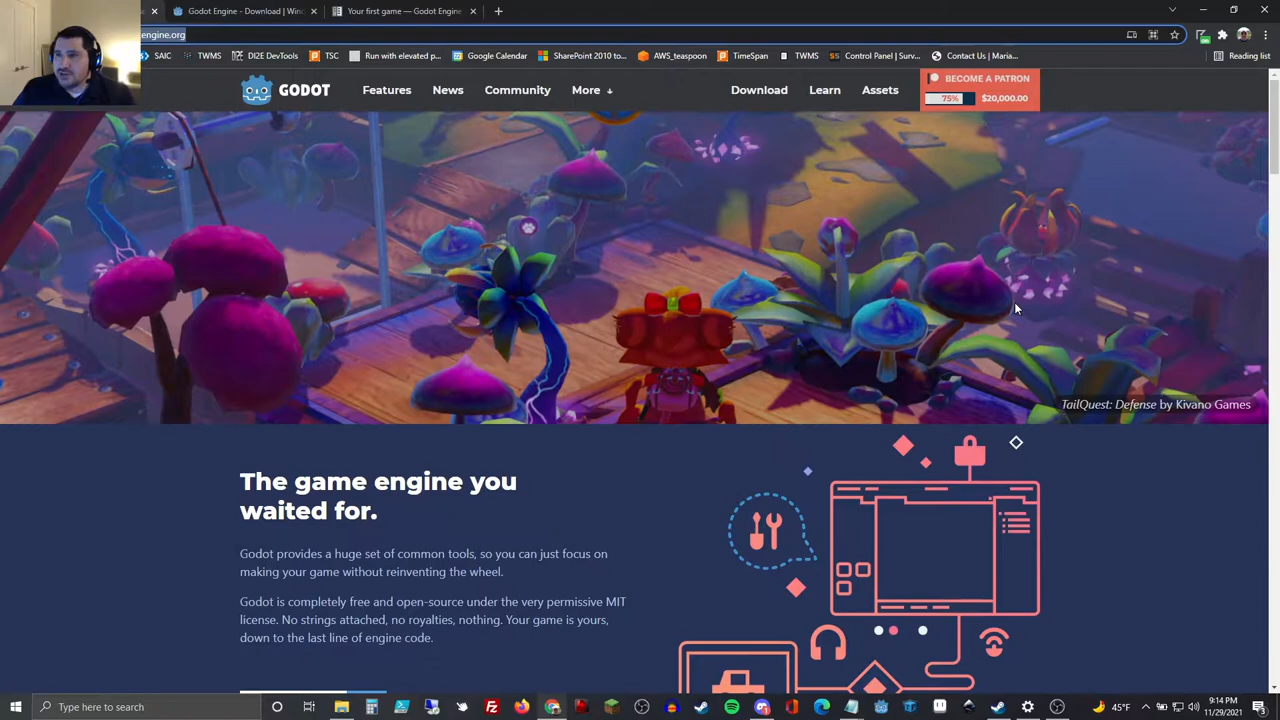 Godot Engine - Download | Winc
Your first game — Godot Engine
engine.org
SAIC
TWMS
DI2E DevTools
TSC
Run with elevated p...
Google Calendar
SharePoint 2010 to...
AWS_teaspoon
TimeSpan
TWMS
Control Panel | Surv...
Contact Us | Maria...
Reading list
GODOT
Features
News
Community
More
Download
Learn
Assets
BECOME A PATRON
75%
$20,000.00
TailQuest: Defense by Kivano Games
The game engine you
waited for.
Godot provides a huge set of common tools, so you can just focus on
making your game without reinventing the wheel.
Godot is completely free and open-source under the very permissive MIT
license. No strings attached, no royalties, nothing. Your game is yours,
down to the last line of engine code.
Type here to search
45°F
9:14 PM
11/29/2021